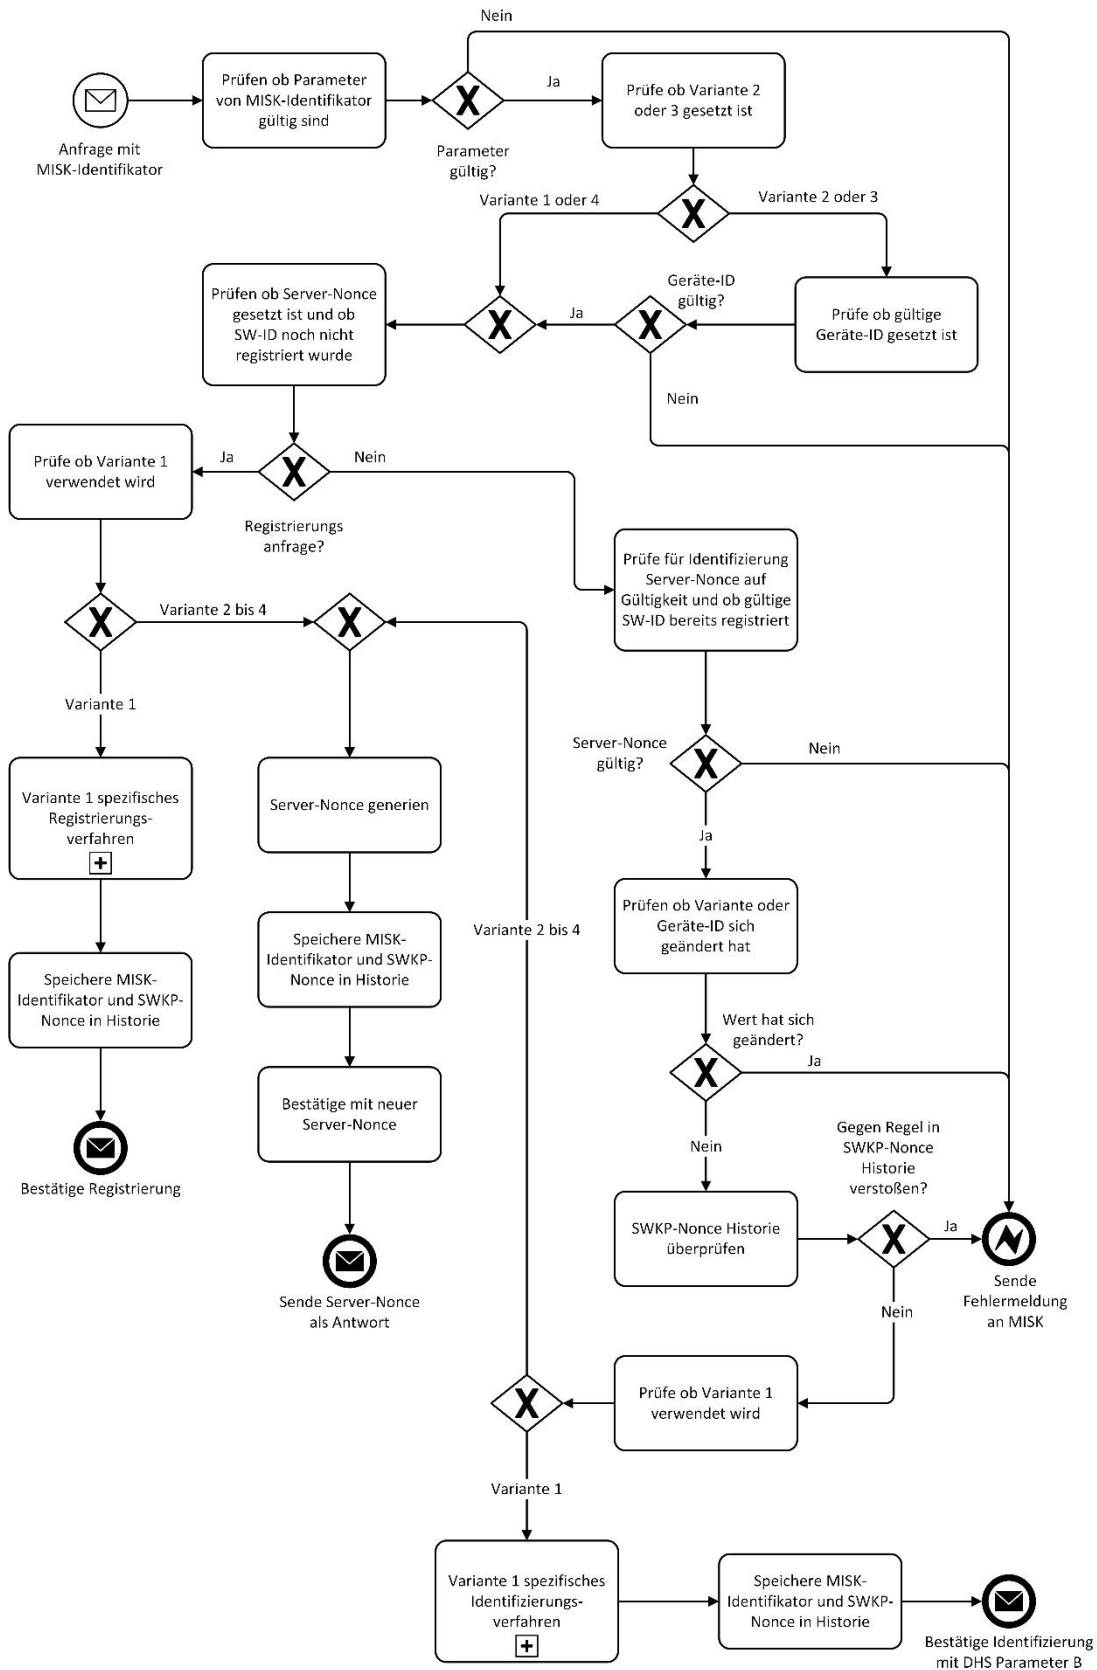 Nein
Prüfen ob Parameter
von MISK-Identifikator
gültig sind
Ja
Prüfe ob Variante 2
oder 3 gesetzt ist
Anfrage mit
MISK-Identifikator
Parameter
gültig?
Variante 1 oder 4
Variante 2 oder 3
Prüfen ob Server-Nonce
gesetzt ist und ob
SW-ID noch nicht
registriert wurde
Geräte-ID
gültig?
Ja
Prüfe ob gültige
Geräte-ID gesetzt ist
Nein
Prüfe ob Variante 1
verwendet wird
Ja
Nein
Registrierungs
anfrage?
Prüfe für Identifizierung
Server-Nonce auf
Gültigkeit und ob gültige
SW-ID bereits registriert
Variante 2 bis 4
Variante 1
Server-Nonce
gültig?
Nein
Variante 1 spezifisches
Registrierungs-
verfahren
Server-Nonce generien
Ja
Prüfen ob Variante oder
Geräte-ID sich
geändert hat
Variante 2 bis 4
Speichere MISK-
Identifikator und SWKP-
Nonce in Historie
Speichere MISK-
Identifikator und SWKP-
Nonce in Historie
Wert hat sich
geändert?
Ja
Bestätige mit neuer
Server-Nonce
Nein
Gegen Regel in
SWKP-Nonce
Historie
verstoßen?
Bestätige Registrierung
SWKP-Nonce Historie
überprüfen
Ja
Sende Server-Nonce
als Antwort
Sende
Fehlermeldung
an MISK
Nein
Prüfe ob Variante 1
verwendet wird
Variante 1
Variante 1 spezifisches
Identifizierungs-
verfahren
Speichere MISK-
Identifikator und SWKP-
Nonce in Historie
Bestätige Identifizierung
mit DHS Parameter B